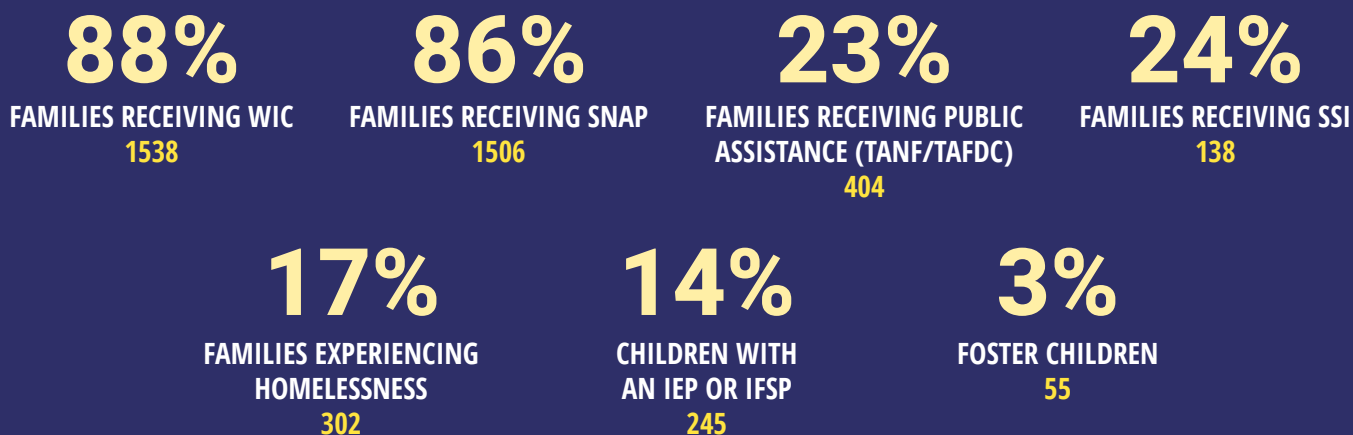 88%
FAMILIES RECEIVING WIC
1538
86%
FAMILIES RECEIVING SNAP
1506
23%
FAMILIES RECEIVING PUBLIC
ASSISTANCE (TANF/TAFDC)
404
24%
FAMILIES RECEIVING SSI
138
17%
FAMILIES EXPERIENCING
HOMELESSNESS
302
14%
CHILDREN WITH
AN IEP OR IFSP
245
3%
FOSTER CHILDREN
55